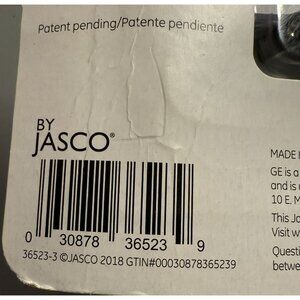 Patent pending/Patente pendiente
BY
JASCO®
0 30878 36523 9
36523-3 ©JASCO 2018 GTIN#00030878365239
MADE
GE is a
and is
10 E. M
This Ja
Visit w
Questi
betwe